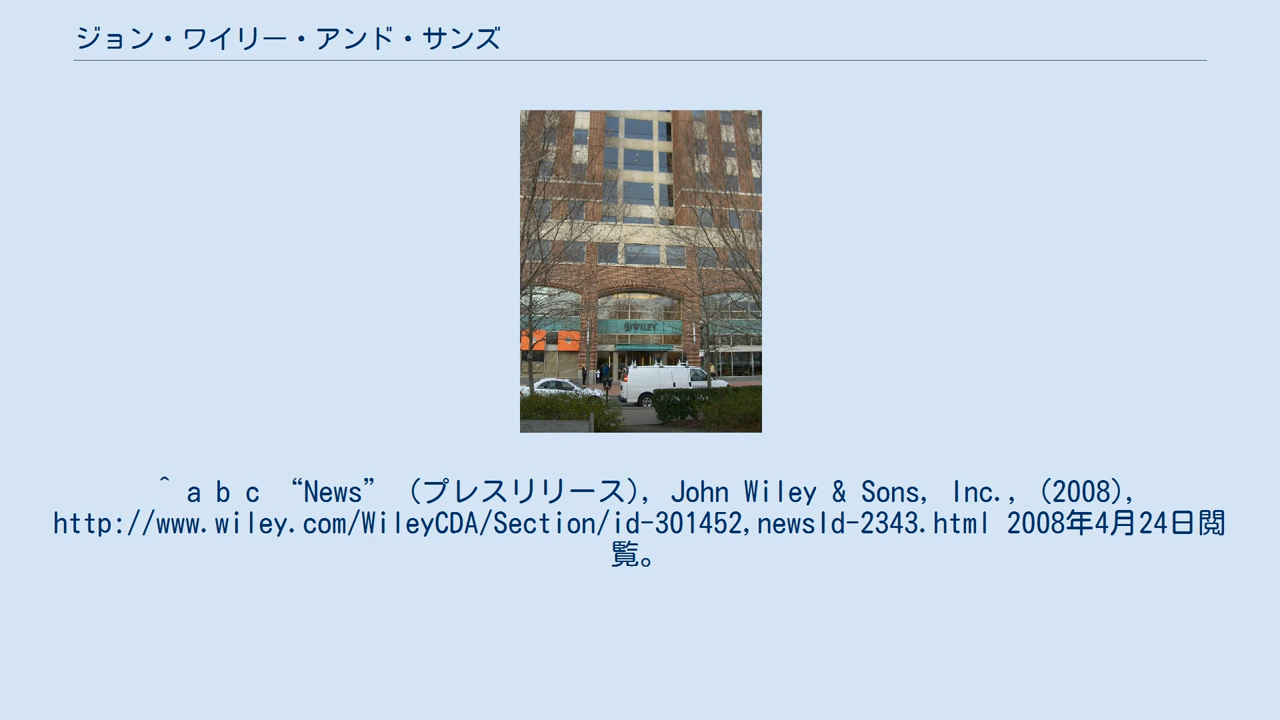 ジョン・ワイリー・アンド・サンズ
WILEY
^ a b c “News” (プレスリリース), John Wiley & Sons, Inc., (2008),
http://www.wiley.com/WileyCDA/Section/id-301452,newsId-2343.html 2008年4月24日閲
覧。